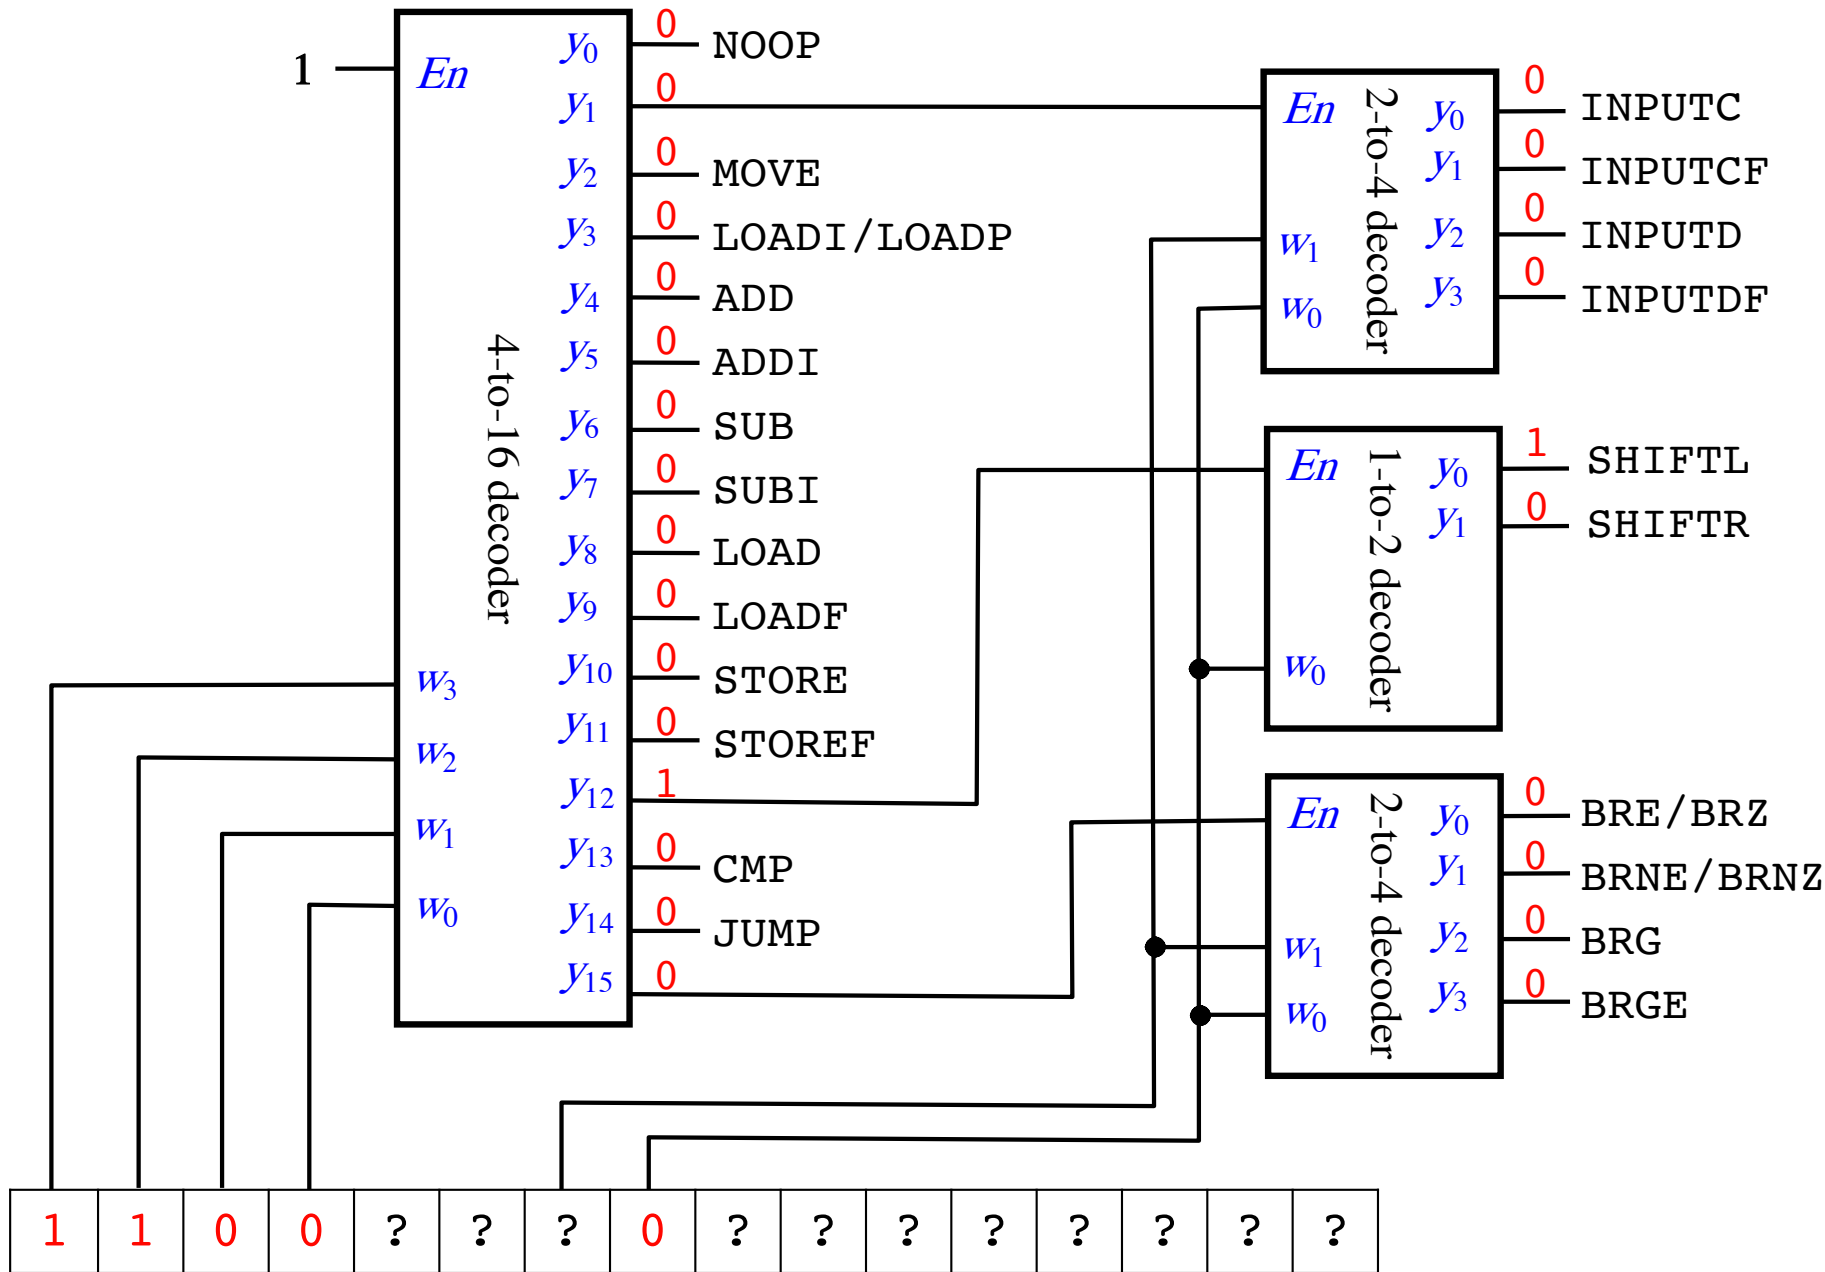 1
En
4-to-16 decoder
w3
w2
w1
w0
y0 0 NOOP
y1 0
y2 0 MOVE
y3 0 LOADI/LOADP
y4 0 ADD
y5 0 ADDI
y6 0 SUB
y7 0 SUBI
y8 0 LOAD
y9 0 LOADF
y10 0 STORE
y11 0 STOREF
y12 1
y13 0 CMP
y14 0 JUMP
y15 0
En
w1
w0
2-to-4 decoder
y0 0 INPUTC
y1 0 INPUTCF
y2 0 INPUTD
y3 0 INPUTDF
En
w0
1-to-2 decoder
y0 1 SHIFTL
y1 0 SHIFTR
En
w1
w0
2-to-4 decoder
y0 0 BRE/BRZ
y1 0 BRNE/BRNZ
y2 0 BRG
y3 0 BRGE
1 1 0 0 ? ? ? 0 ? ? ? ? ? ? ? ?